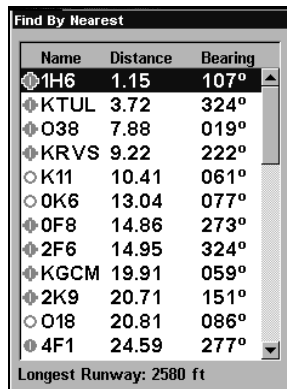 Find By Nearest
Name Distance Bearing
1H6 1.15 107º
KTUL 3.72 324º
O38 7.88 019º
KRVS 9.22 222º
K11 10.41 061º
0K6 13.04 077º
0F8 14.86 273º
2F6 14.95 324º
KGCM 19.91 059º
2K9 20.71 151º
O18 20.81 086º
4F1 24.59 277º
Longest Runway: 2580 ft